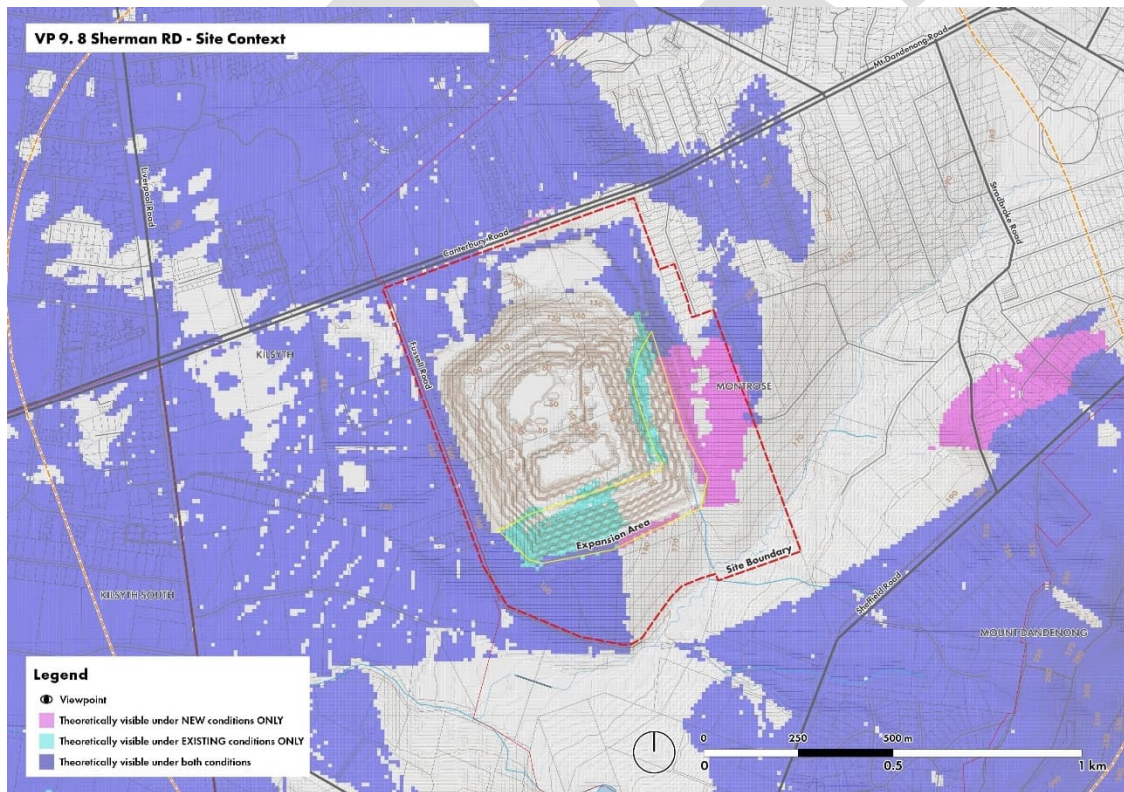 VP 9. 8 Sherman RD - Site Context
Mt Dandenong Road
Liverpool Road
Canterbury Road
Stradbroke Road
KILSYTH
Fussell Road
MONTROSE
Expansion Area
Site Boundary
KILSYTH SOUTH
Sheffield Road
MOUNT DANDENONG
Legend
Viewpoint
Theoretically visible under NEW conditions ONLY
Theoretically visible under EXISTING conditions ONLY
Theoretically visible under both conditions
0 250 500 m
0 0.5 1 km